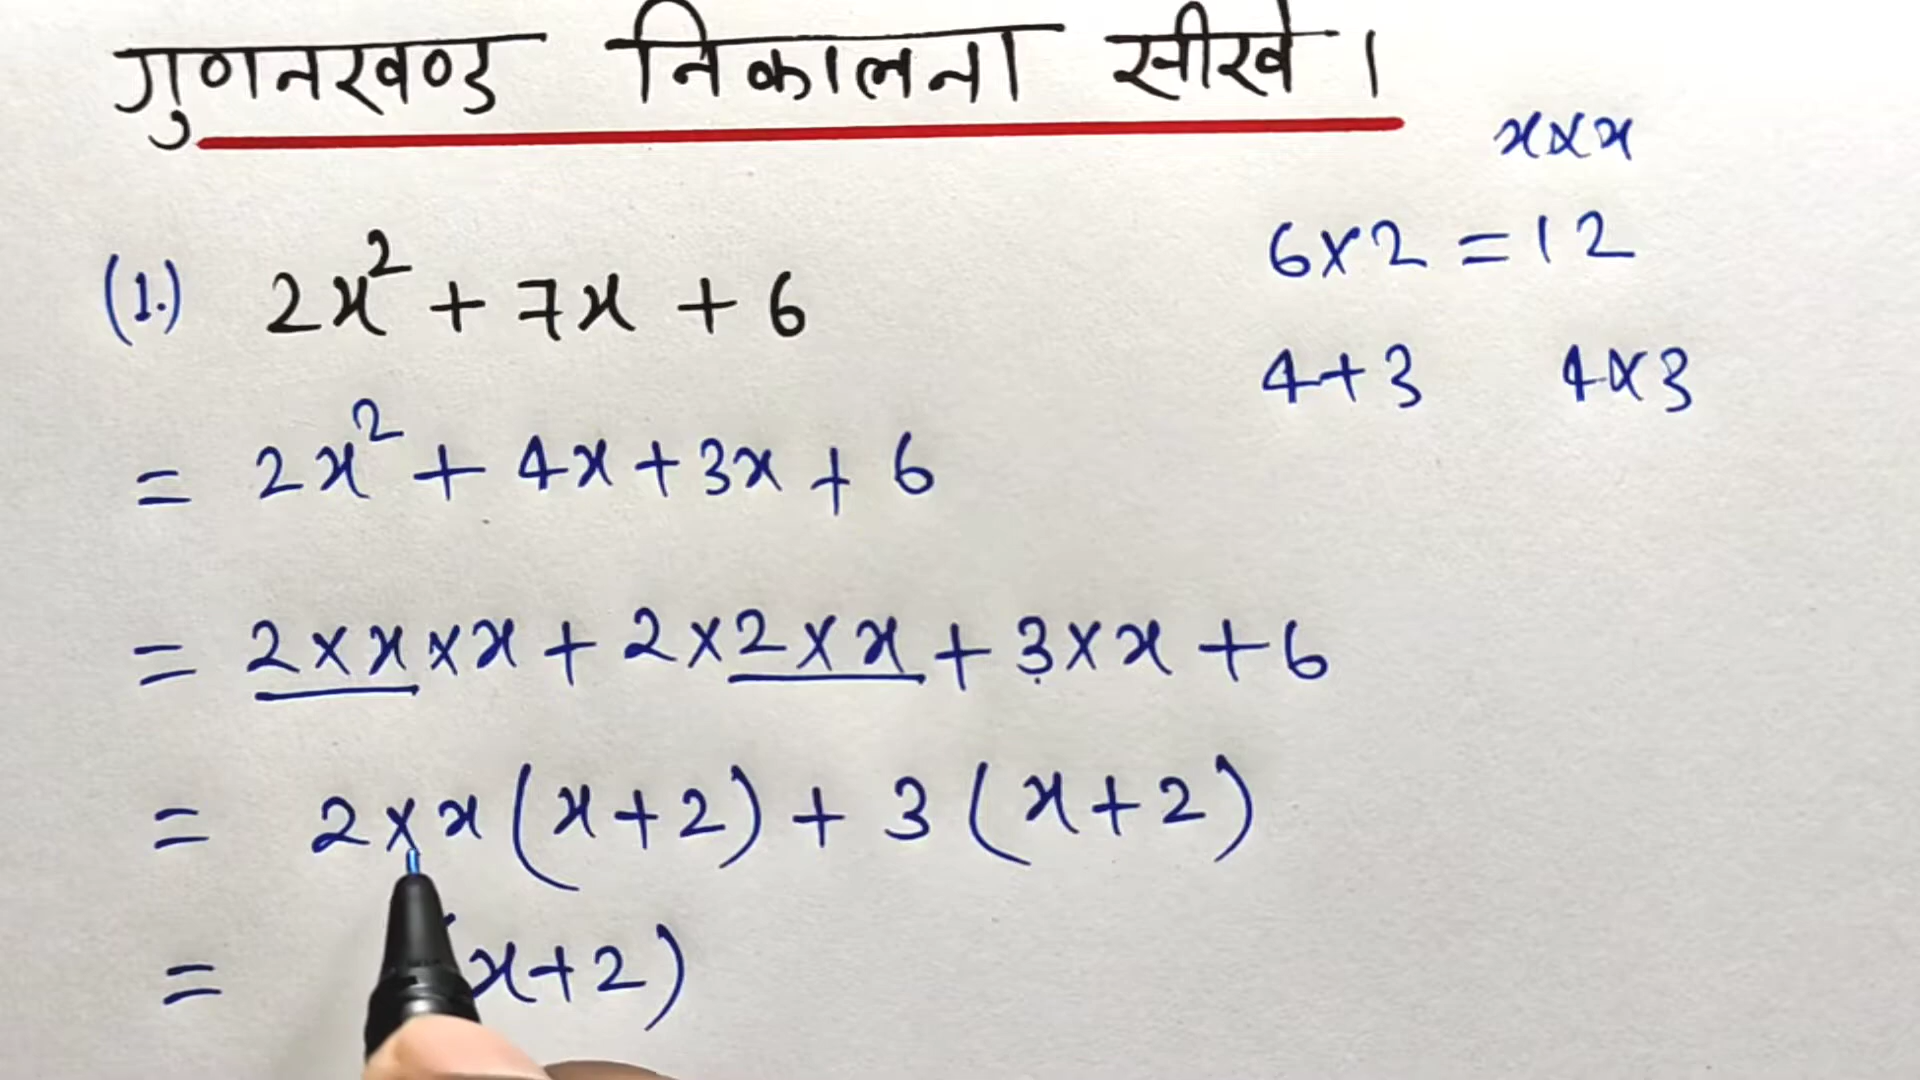 गुणनखण्ड निकालना सीखे।
x×x
6×2 = 12
4+3 4×3
(1.) 2x² + 7x + 6
= 2x² + 4x + 3x + 6
= 2×x×x + 2×2×x + 3×x + 6
= 2×x(x+2) + 3(x+2)
= (x+2)